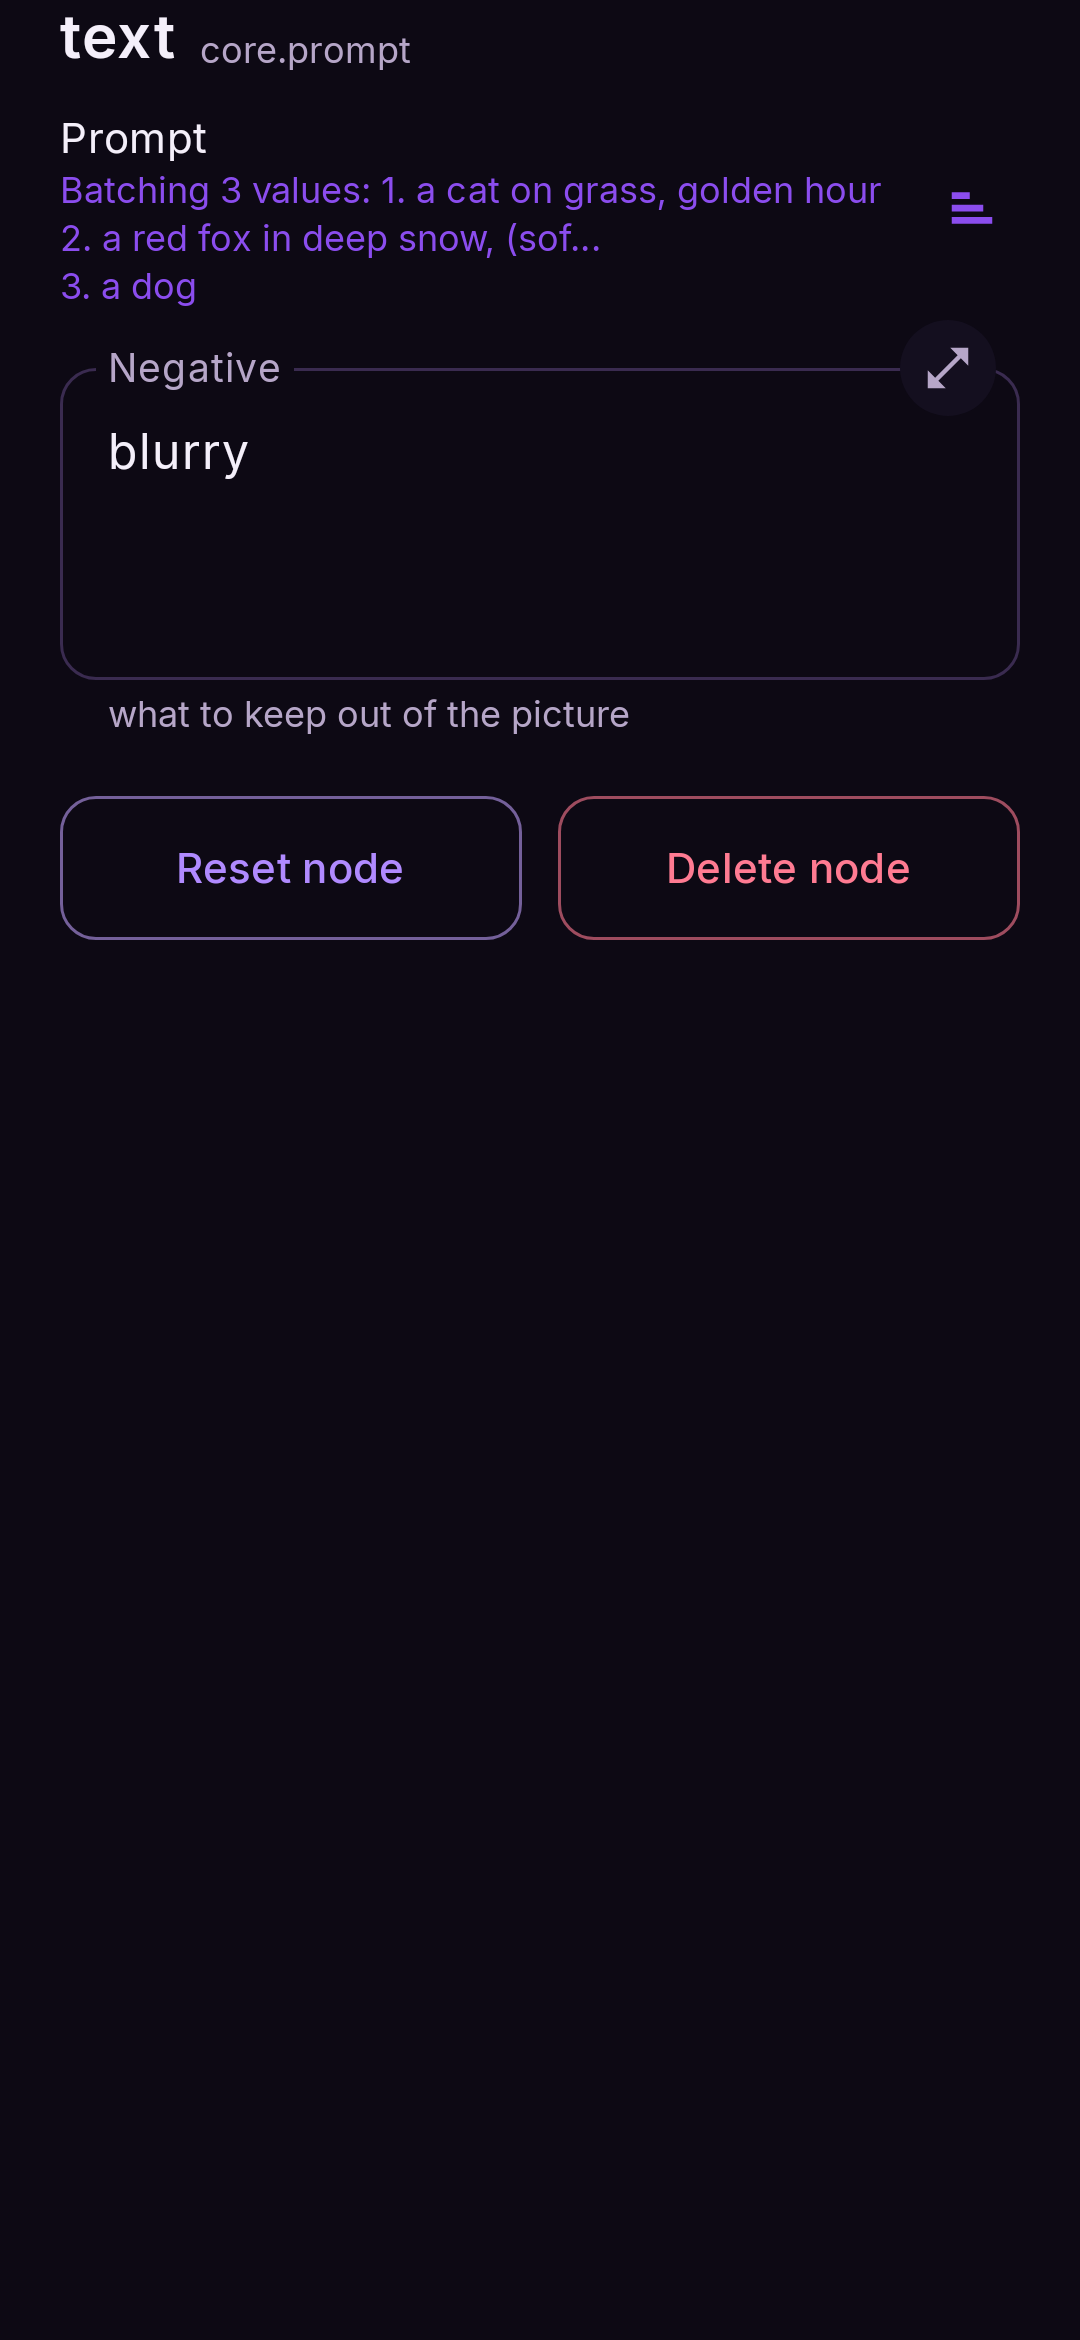 text core.prompt
Prompt
Batching 3 values: 1. a cat on grass, golden hour
2. a red fox in deep snow, (sof...
3. a dog
Negative
blurry
what to keep out of the picture
Reset node Delete node